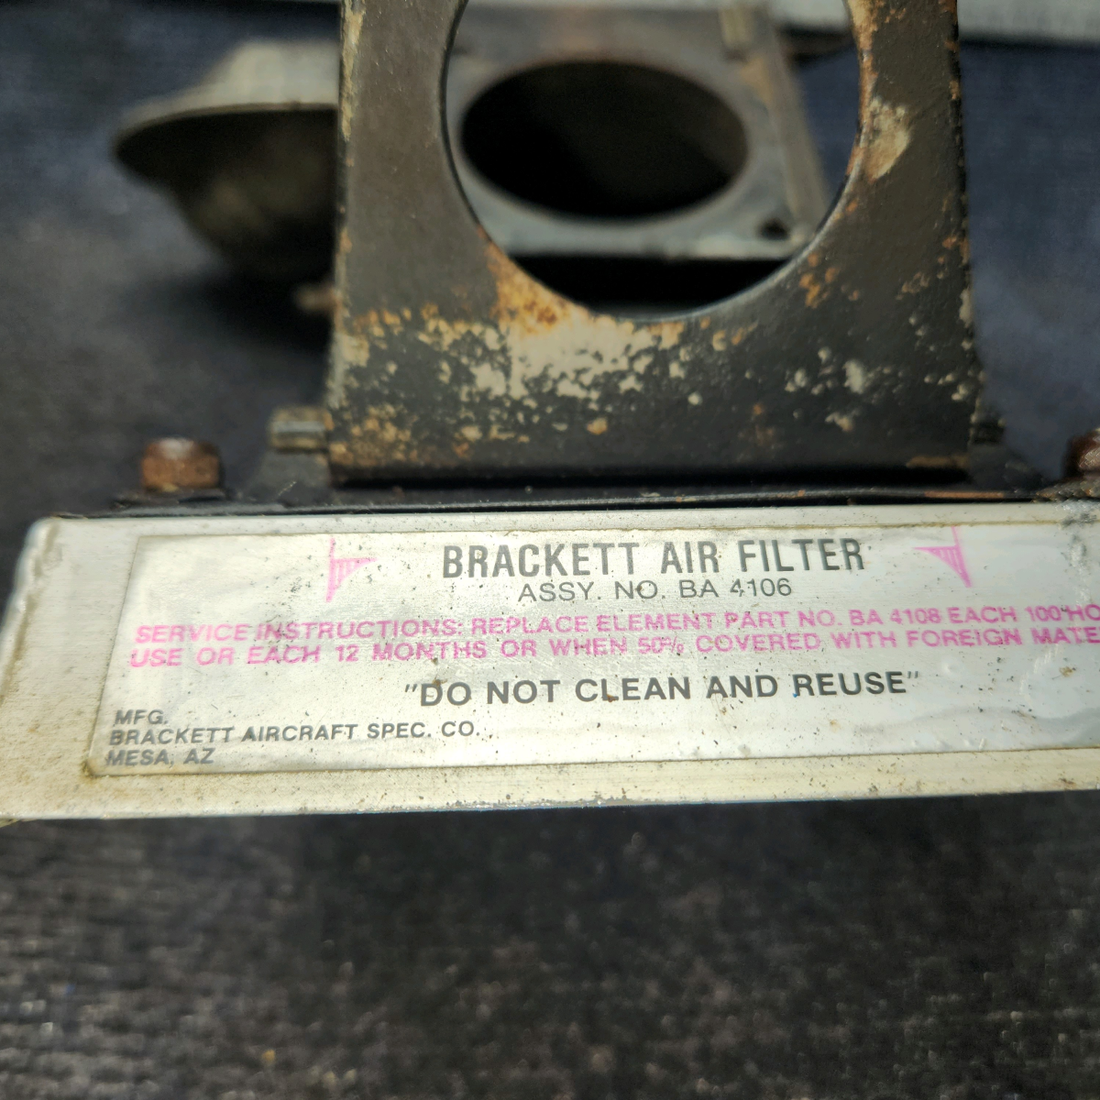 BRACKETT AIR FILTER
ASSY. NO. BA 4106
SERVICE INSTRUCTIONS: REPLACE ELEMENT PART NO. BA 4108 EACH 100 HO
USE OR EACH 12 MONTHS OR WHEN 50% COVERED WITH FOREIGN MATE
"DO NOT CLEAN AND REUSE"
MFG.
BRACKETT AIRCRAFT SPEC. CO.
MESA, AZ